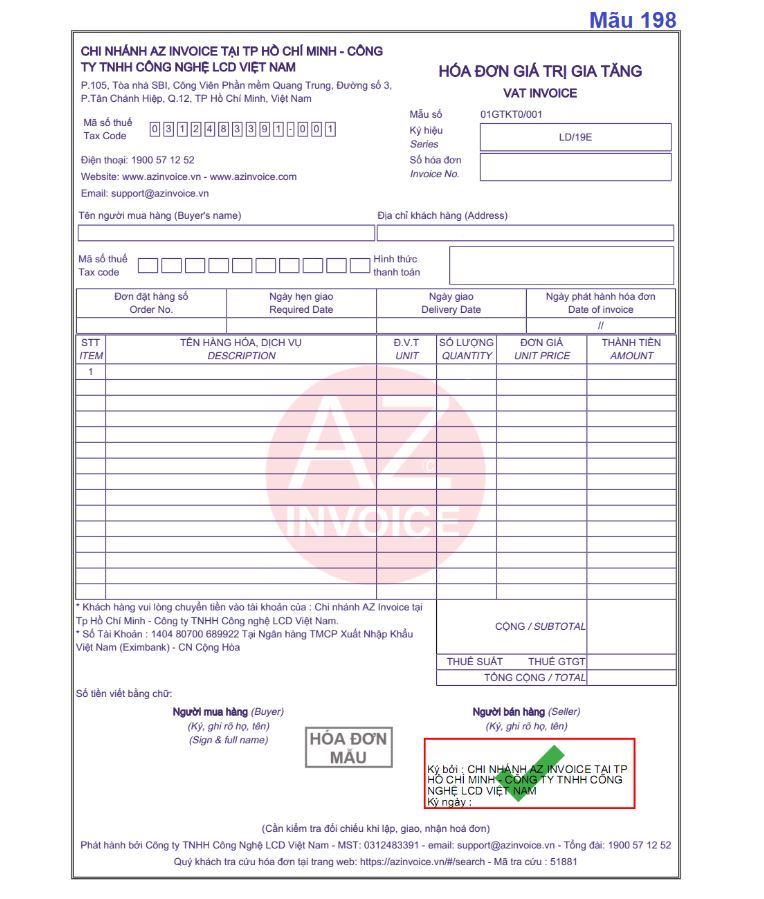 Mẫu 198
CHI NHÁNH AZ INVOICE TẠI TP HỒ CHÍ MINH - CÔNG
TY TNHH CÔNG NGHỆ LCD VIỆT NAM
P.105, Tòa nhà SBI, Công Viên Phần mềm Quang Trung, Đường số 3,
P.Tân Chánh Hiệp, Q.12, TP Hồ Chí Minh, Việt Nam
Mã số thuế
Tax Code
0312483391-001
Điện thoại: 1900 57 12 52
Website: www.azinvoice.vn - www.azinvoice.com
Email: support@azinvoice.vn
HÓA ĐƠN GIÁ TRỊ GIA TĂNG
VAT INVOICE
Mẫu số 01GTKT0/001
Ký hiệu
Series
LD/19E
Số hóa đơn
Invoice No.
Tên người mua hàng (Buyer's name)
Địa chỉ khách hàng (Address)
Mã số thuế
Tax code
Hình thức
thanh toán
Đơn đặt hàng số
Order No.
Ngày hẹn giao
Required Date
Ngày giao
Delivery Date
Ngày phát hành hóa đơn
Date of invoice
//
STT
ITEM
TÊN HÀNG HÓA, DỊCH VỤ
DESCRIPTION
Đ.V.T
UNIT
SỐ LƯỢNG
QUANTITY
ĐƠN GIÁ
UNIT PRICE
THÀNH TIỀN
AMOUNT
1
AZ
©
INVOICE
* Khách hàng vui lòng chuyển tiền vào tài khoản của : Chi nhánh AZ Invoice tại
Tp Hồ Chí Minh - Công ty TNHH Công nghệ LCD Việt Nam.
* Số Tài Khoản : 1404 80700 689922 Tại Ngân hàng TMCP Xuất Nhập Khẩu
Việt Nam (Eximbank) - CN Cộng Hòa
CỘNG / SUBTOTAL
THUẾ SUẤT THUẾ GTGT
TỔNG CỘNG / TOTAL
Số tiền viết bằng chữ:
Người mua hàng (Buyer)
(Ký, ghi rõ họ, tên)
(Sign & full name)
HÓA ĐƠN
MẪU
Người bán hàng (Seller)
(Ký, ghi rõ họ, tên)
Ký bởi : CHI NHÁNH AZ INVOICE TẠI TP
HỒ CHÍ MINH - CÔNG TY TNHH CÔNG
NGHỆ LCD VIỆT NAM
Ký ngày :
(Cần kiểm tra đối chiếu khi lập, giao, nhận hoá đơn)
Phát hành bởi Công ty TNHH Công Nghệ LCD Việt Nam - MST: 0312483391 - email: support@azinvoice.vn - Tổng đài: 1900 57 12 52
Quý khách tra cứu hóa đơn tại trang web: https://azinvoice.vn/#/search - Mã tra cứu : 51881